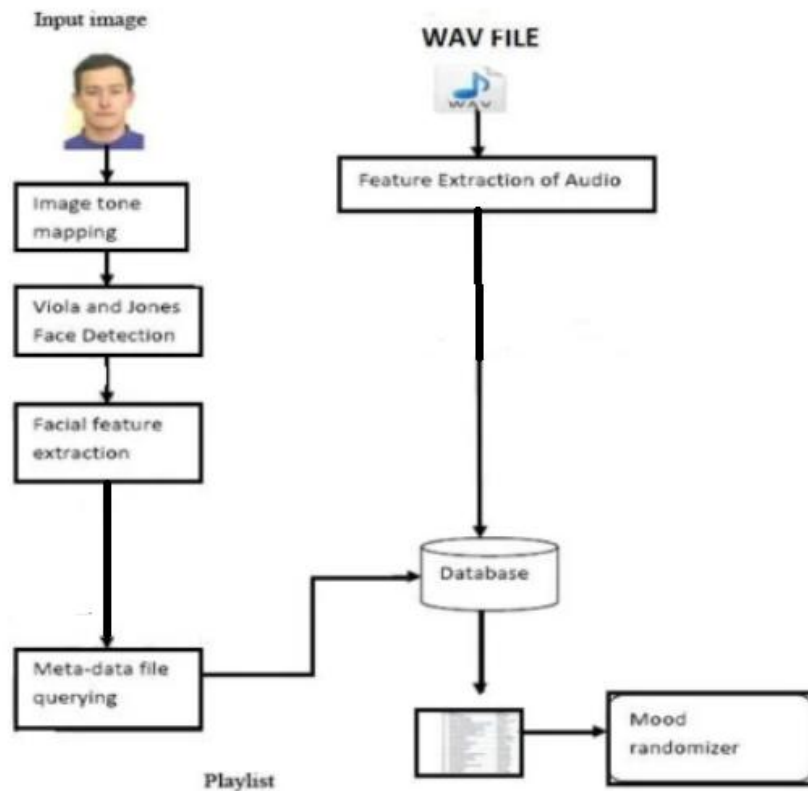 Input image
WAV FILE
WAV
Image tone
mapping
Feature Extraction of Audio
Viola and Jones
Face Detection
Facial feature
extraction
Database
Meta-data file
querying
Mood
randomizer
Playlist